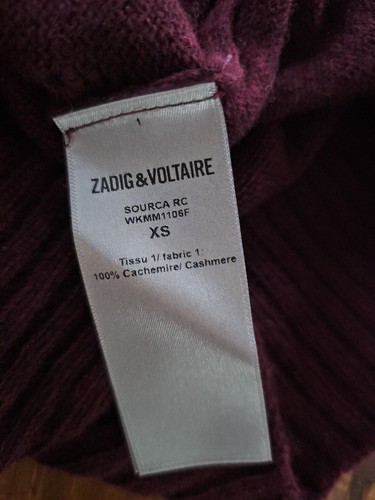 1
ZADIG&VOLTAIRE
SOURCA RC
WKMM1106F
XS
Tissu 1/ fabric 1:
100% Cachemire/ Cashmere